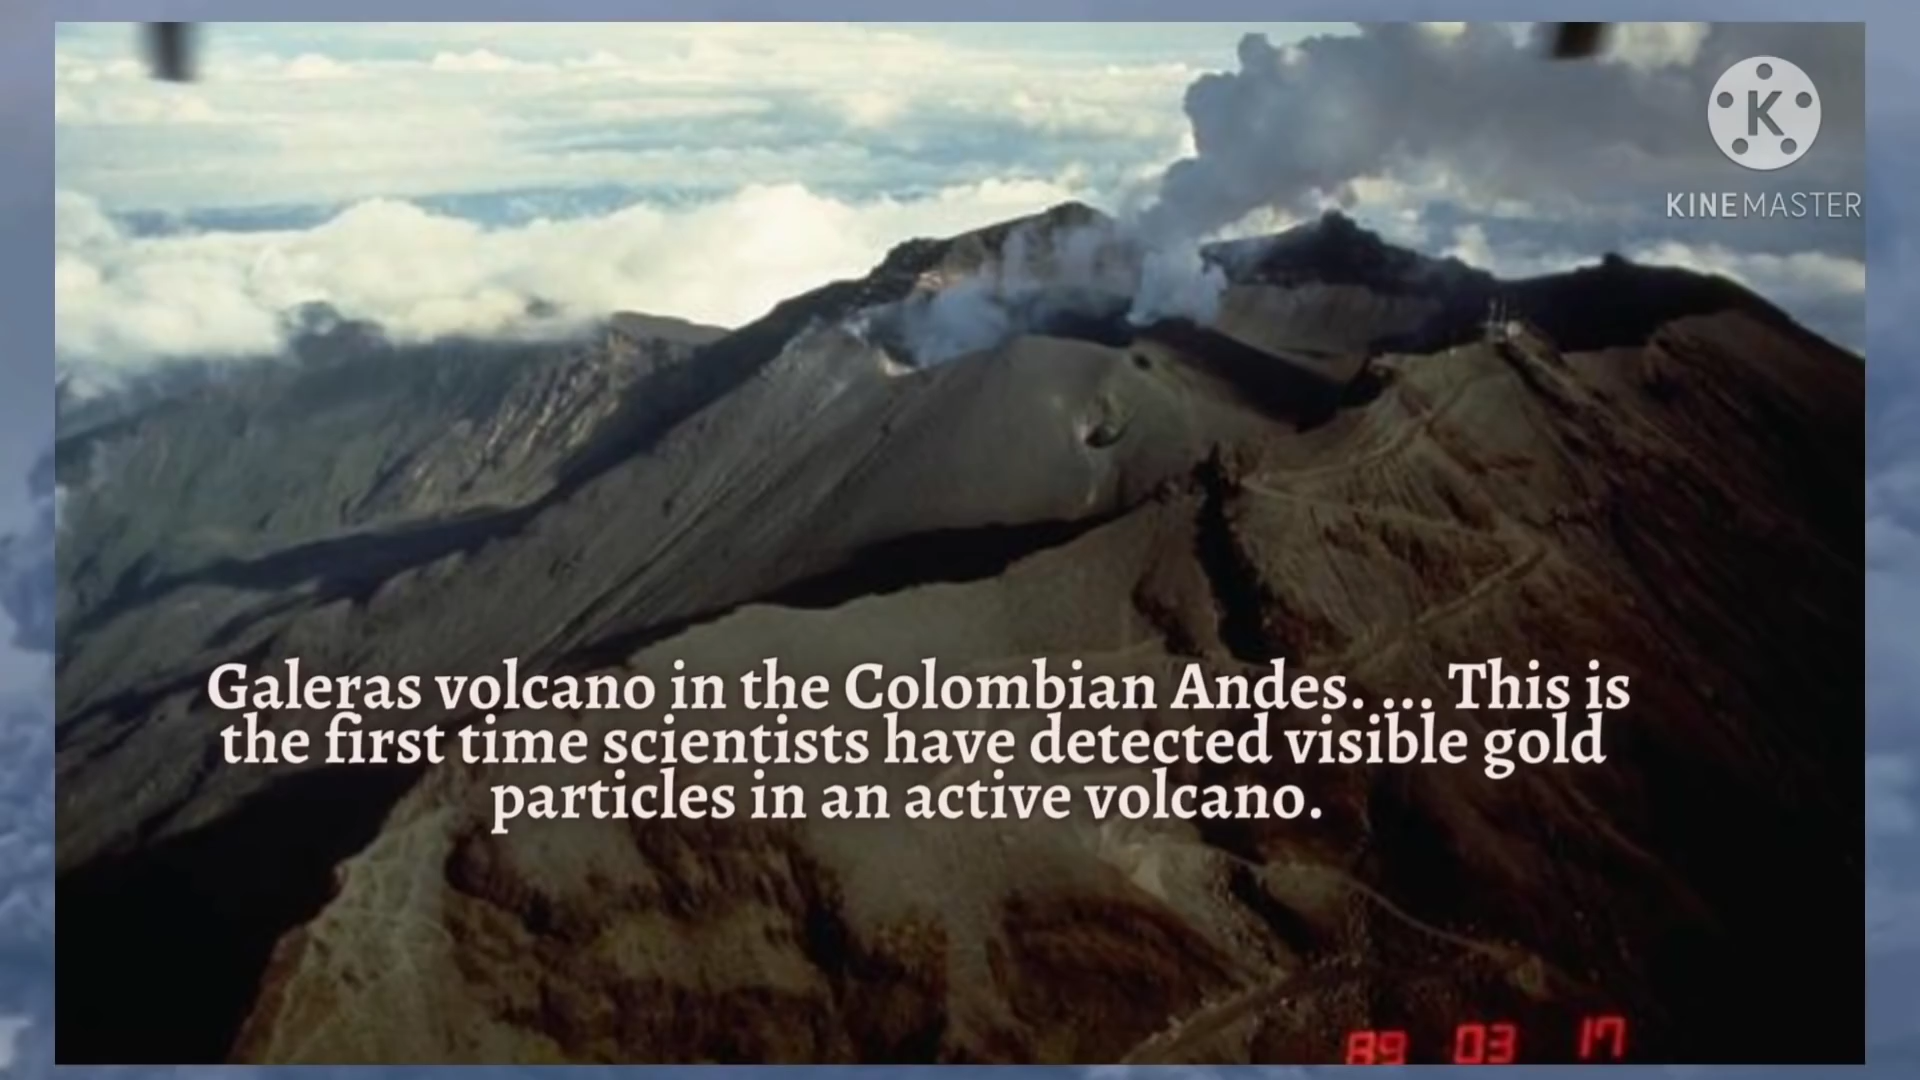 K
KINEMASTER
Galeras volcano in the Colombian Andes. ... This is
the first time scientists have detected visible gold
particles in an active volcano.
89 03 17